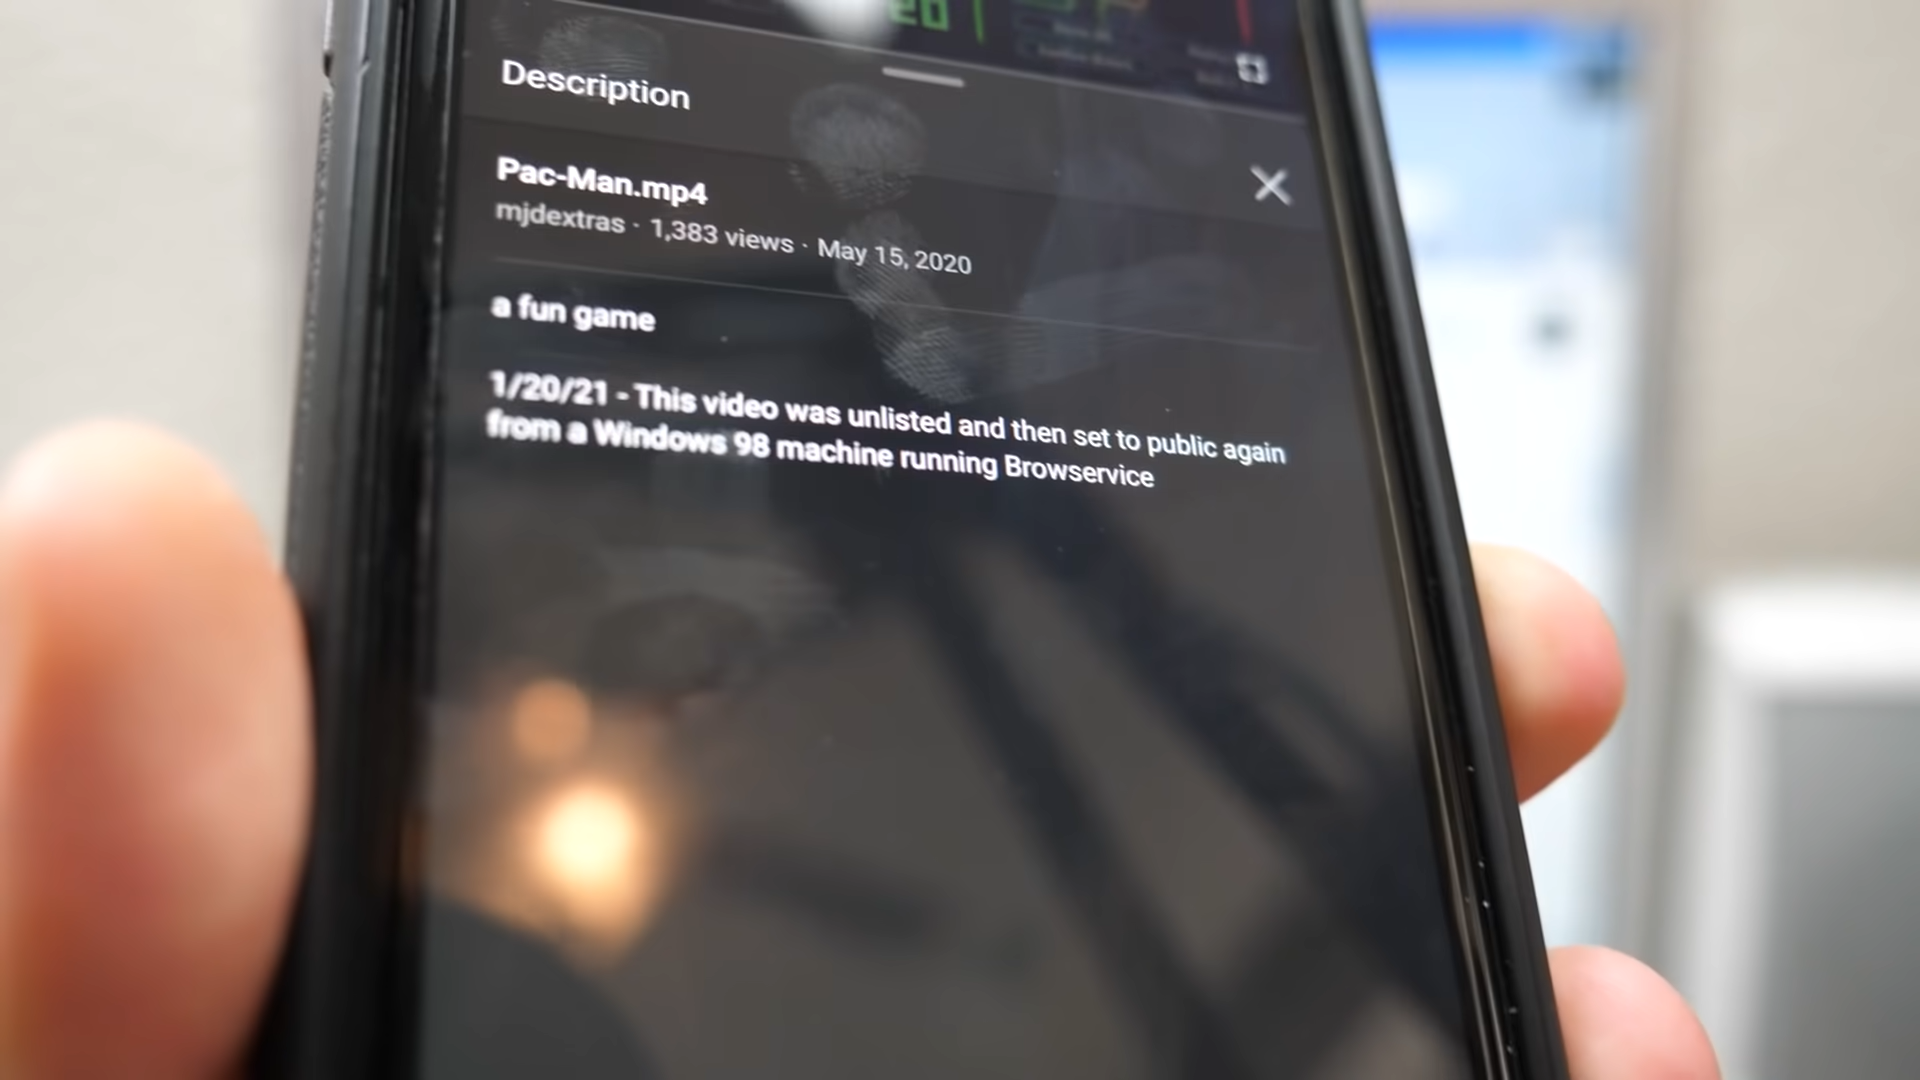 Description
Pac-Man.mp4
mjdextras · 1,383 views · May 15, 2020
a fun game
1/20/21 - This video was unlisted and then set to public again
from a Windows 98 machine running Browservice